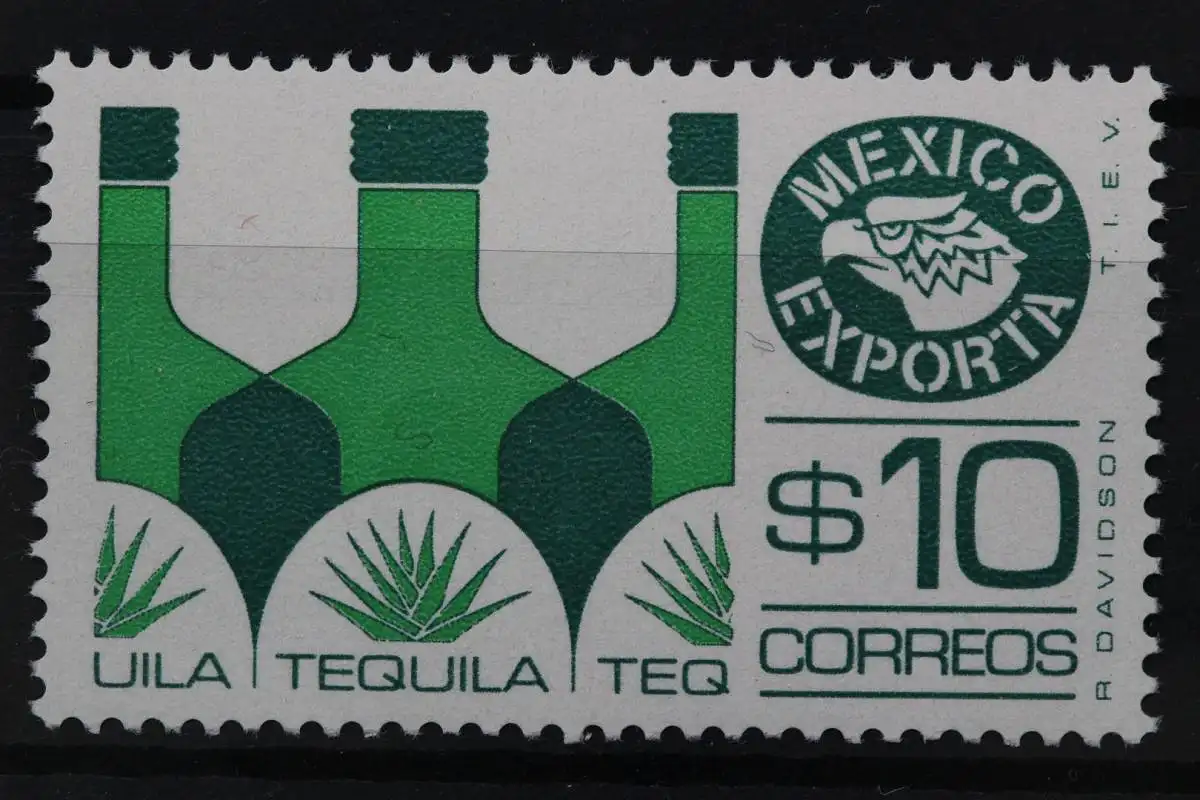 MEXICO
EXPORTA
T. I. E. V.
$10
R. DAVIDSON
CORREOS
UILA TEQUILA TEQ